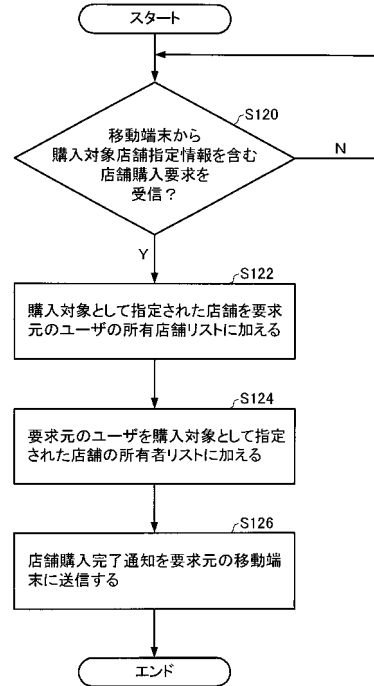 スタート
S120
移動端末から
購入対象店舗指定情報を含む
店舗購入要求を
受信？
N
Y
S122
購入対象として指定された店舗を要求
元のユーザの所有店舗リストに加える
S124
要求元のユーザを購入対象として指定
された店舗の所有者リストに加える
S126
店舗購入完了通知を要求元の移動端
末に送信する
エンド